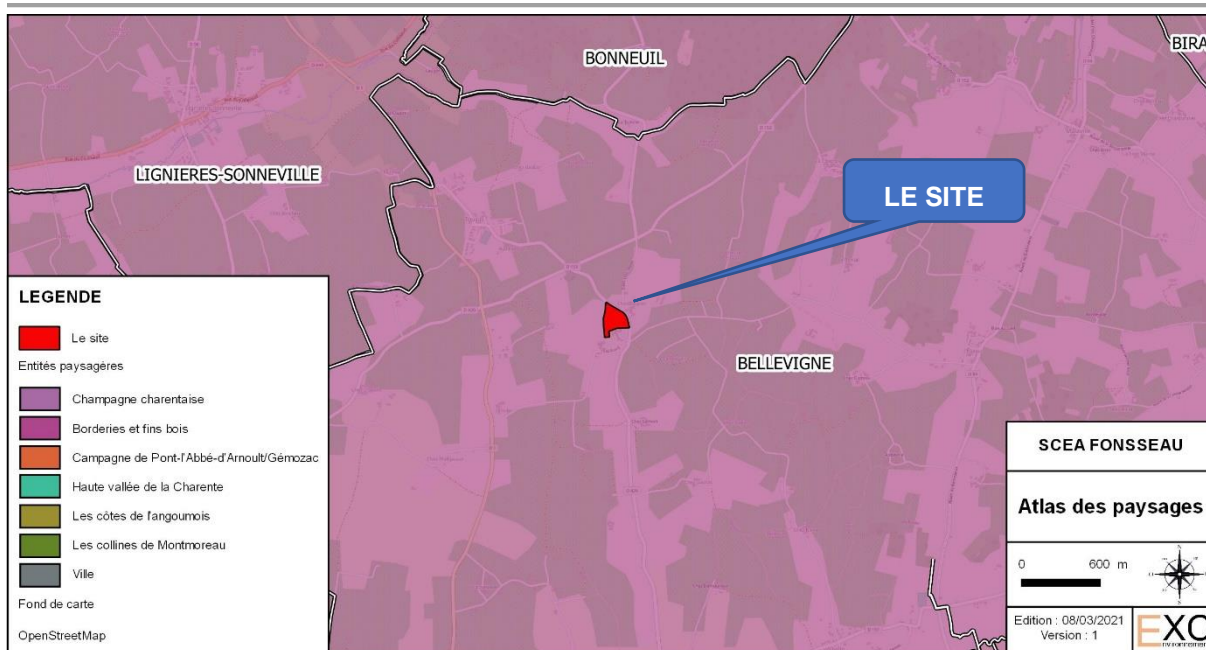 BONNEUIL
BIRA
LIGNIERES-SONNEVILLE
LE SITE
BELLEVIGNE
LEGENDE
Le site
Entités paysagères
Champagne charentaise
Borderies et fins bois
Campagne de Pont-l'Abbé-d'Arnoult/Gémozac
Haute vallée de la Charente
Les côtes de l'angoumois
Les collines de Montmoreau
Ville
Fond de carte
OpenStreetMap
SCEA FONSSEAU
Atlas des paysages
0 600 m
Edition : 08/03/2021
Version : 1
EXO
nvironnement